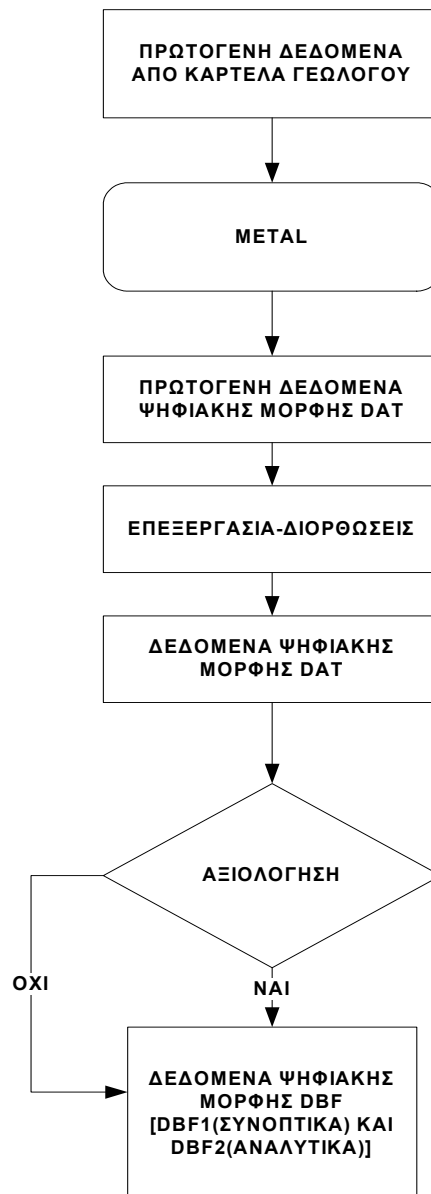 ΠΡΩΤΟΓΕΝΗ ΔΕΔΟΜΕΝΑ
ΑΠΟ ΚΑΡΤΕΛΑ ΓΕΩΛΟΓΟΥ
METAL
ΠΡΩΤΟΓΕΝΗ ΔΕΔΟΜΕΝΑ
ΨΗΦΙΑΚΗΣ ΜΟΡΦΗΣ DAT
ΕΠΕΞΕΡΓΑΣΙΑ-ΔΙΟΡΘΩΣΕΙΣ
ΔΕΔΟΜΕΝΑ ΨΗΦΙΑΚΗΣ
ΜΟΡΦΗΣ DAT
ΑΞΙΟΛΟΓΗΣΗ
ΟΧΙ
ΝΑΙ
ΔΕΔΟΜΕΝΑ ΨΗΦΙΑΚΗΣ
ΜΟΡΦΗΣ DBF
[DBF1(ΣΥΝΟΠΤΙΚΑ) ΚΑΙ
DBF2(ΑΝΑΛΥΤΙΚΑ)]